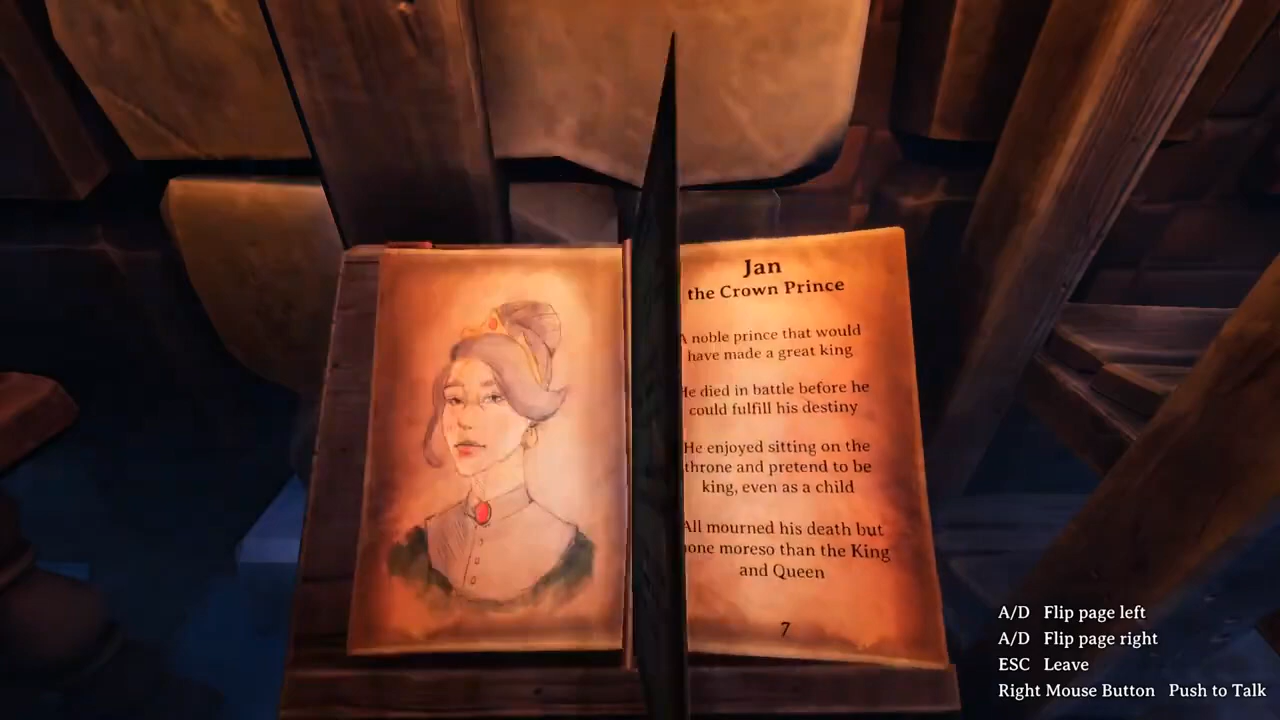 Jan
the Crown Prince
A noble prince that would
have made a great king
He died in battle before he
could fulfill his destiny
He enjoyed sitting on the
throne and pretend to be
king, even as a child
All mourned his death but
none moreso than the King
and Queen
7
A/D Flip page left
A/D Flip page right
ESC Leave
Right Mouse Button Push to Talk